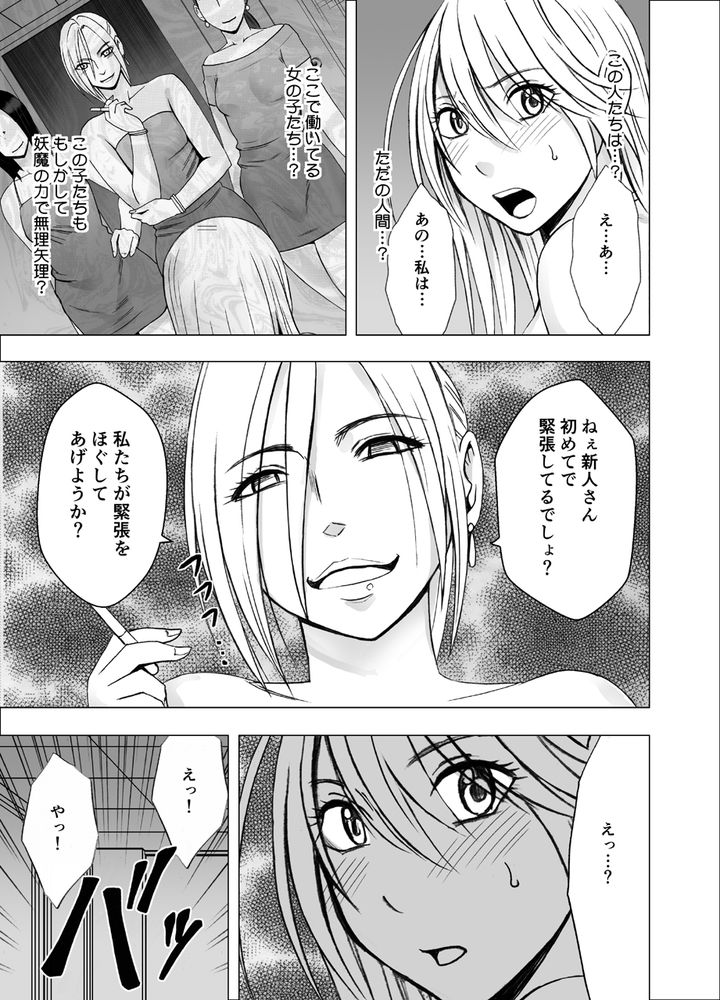 この人たちは…？
えっ…あ…
あの…私は…
ただの人間…？
ここで働いてる
女の子たち…？
この子たちも
もしかして
妖魔の力で無理矢理？
ねぇ新人さん
初めてで
緊張してるでしょ？
私たちが緊張を
ほぐして
あげようか？
フフッ…
えっ…？
えっ！
やっ！
バッ